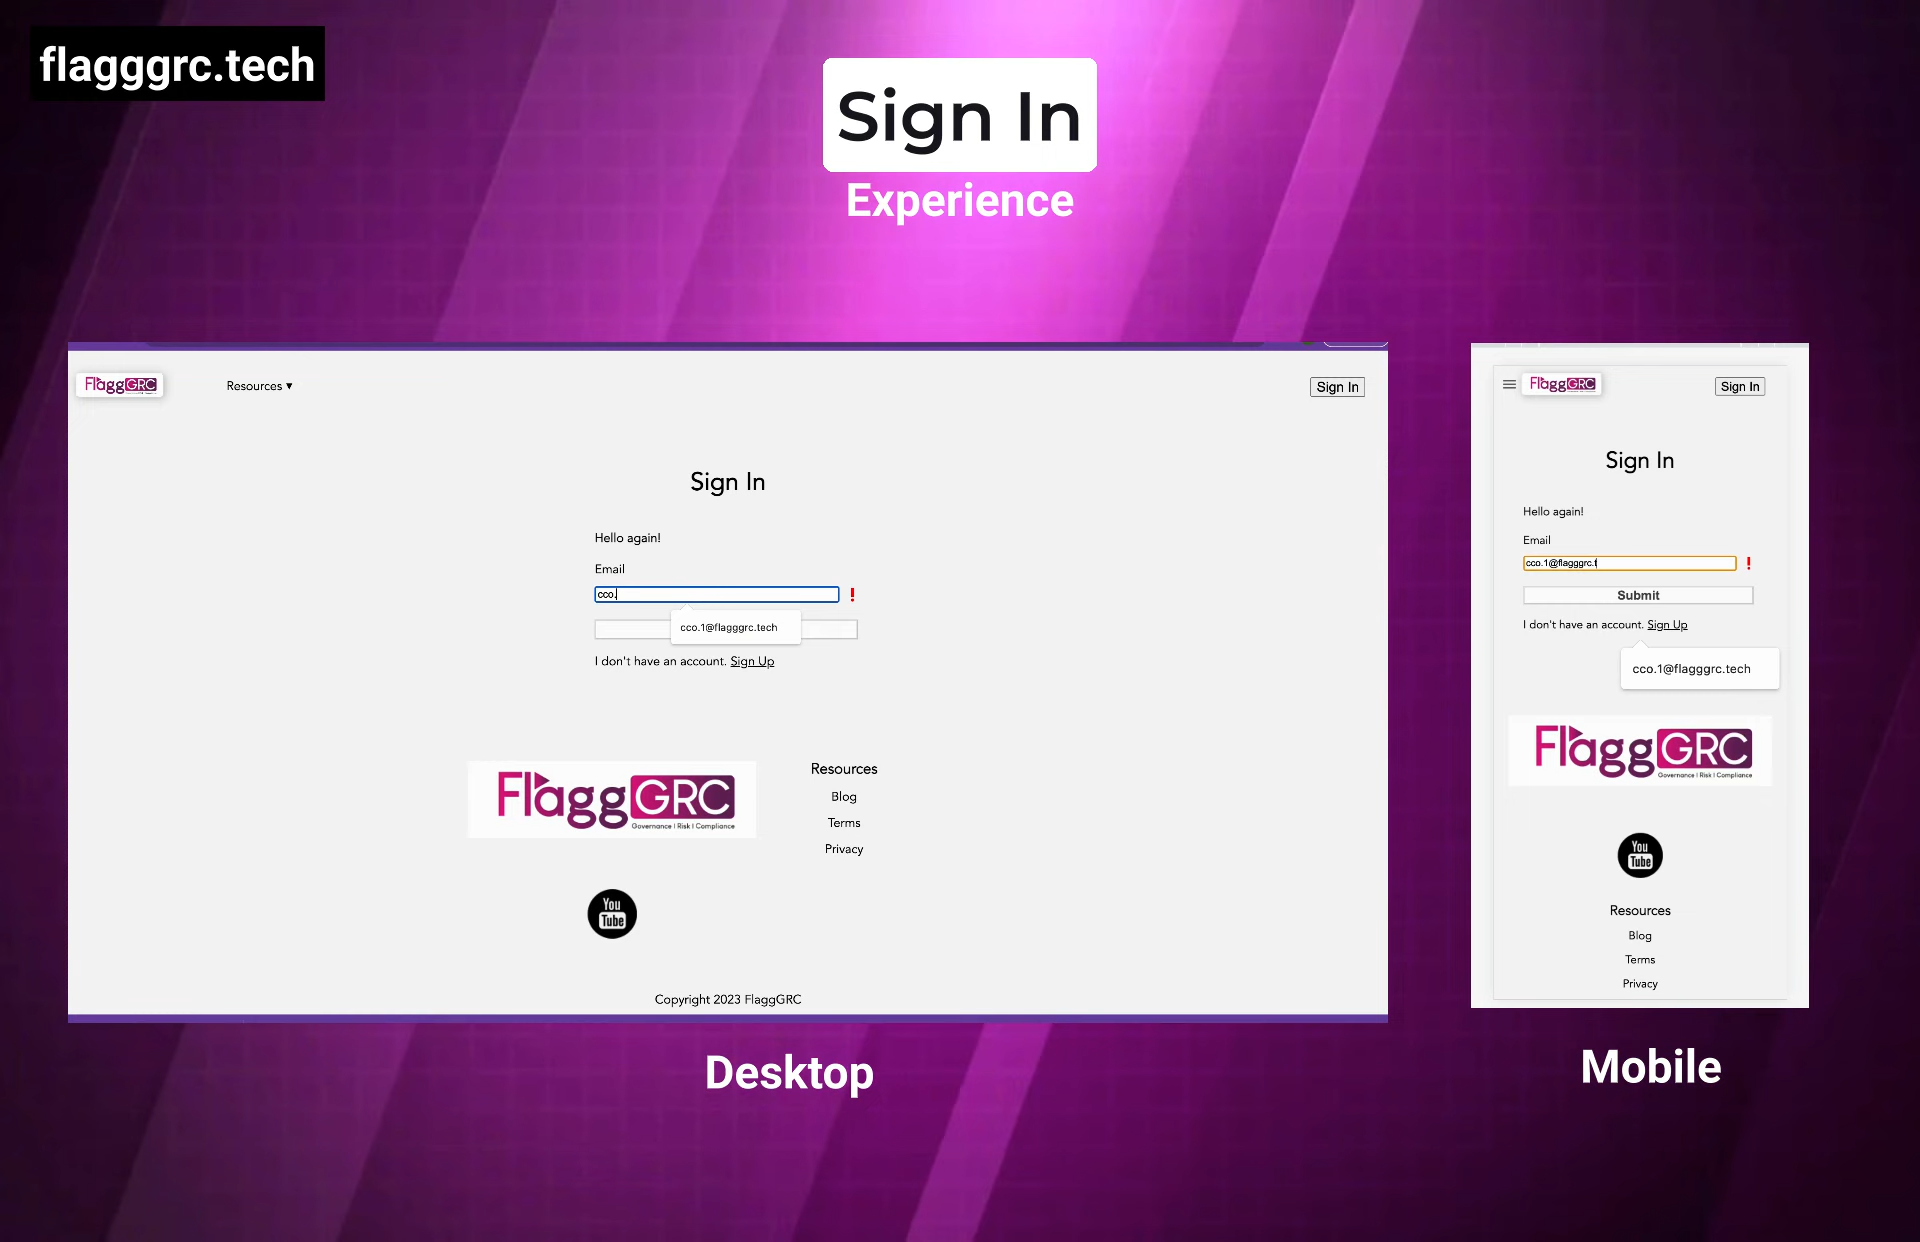 flagggrc.tech
Sign In
Experience
FlaggGRC
Resources ▾
Sign In
Sign In
Hello again!
Email
cco.
!
cco.1@flagggrc.tech
I don't have an account. Sign Up
FlaggGRC
Governance | Risk | Compliance
Resources
Blog
Terms
Privacy
You
Tube
Copyright 2023 FlaggGRC
Desktop
FlaggGRC
Sign In
Sign In
Hello again!
Email
cco.1@flagggrc.t
!
Submit
I don't have an account. Sign Up
cco.1@flagggrc.tech
FlaggGRC
Governance | Risk | Compliance
You
Tube
Resources
Blog
Terms
Privacy
Mobile